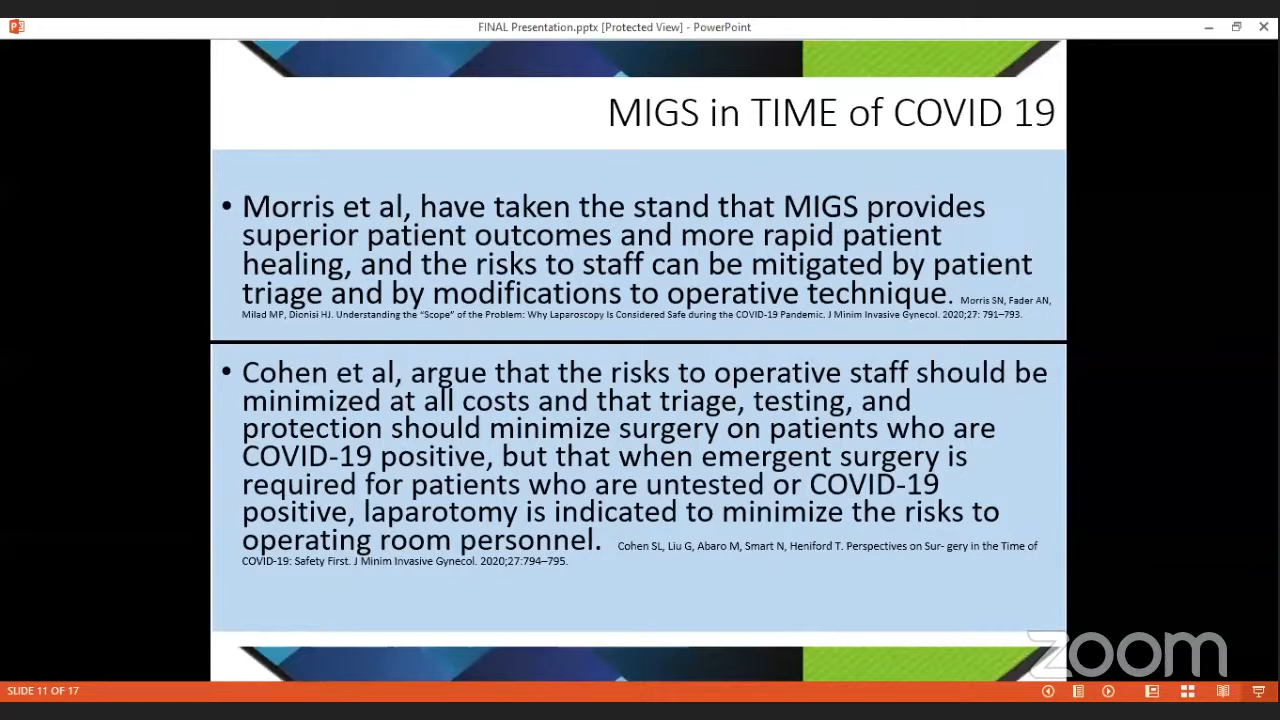 FINAL Presentation.pptx [Protected View] - PowerPoint
MIGS in TIME of COVID 19
• Morris et al, have taken the stand that MIGS provides
superior patient outcomes and more rapid patient
healing, and the risks to staff can be mitigated by patient
triage and by modifications to operative technique. Morris SN, Fader AN,
Milad MP, Dionisi HJ. Understanding the “Scope” of the Problem: Why Laparoscopy Is Considered Safe during the COVID-19 Pandemic. J Minim Invasive Gynecol. 2020;27: 791–793.
• Cohen et al, argue that the risks to operative staff should be
minimized at all costs and that triage, testing, and
protection should minimize surgery on patients who are
COVID-19 positive, but that when emergent surgery is
required for patients who are untested or COVID-19
positive, laparotomy is indicated to minimize the risks to
operating room personnel. Cohen SL, Liu G, Abaro M, Smart N, Heniford T. Perspectives on Sur- gery in the Time of
COVID-19: Safety First. J Minim Invasive Gynecol. 2020;27:794–795.
zoom
SLIDE 11 OF 17